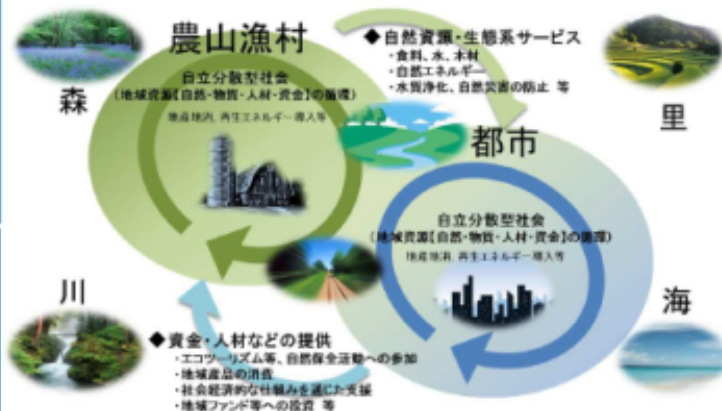 農山漁村
森
自立分散型社会
(地域資源【自然・物質・人材・資金】の循環)
地産地消、再生エネルギー導入等
◆自然資源・生態系サービス
・食料、水、木材
・自然エネルギー
・水質浄化、自然災害の防止 等
里
都市
自立分散型社会
(地域資源【自然・物質・人材・資金】の循環)
地産地消、再生エネルギー導入等
川
海
◆資金・人材などの提供
・エコツーリズム等、自然保全活動への参加
・地域産品の消費
・社会経済的な仕組みを通じた支援
・地域ファンド等への投資 等